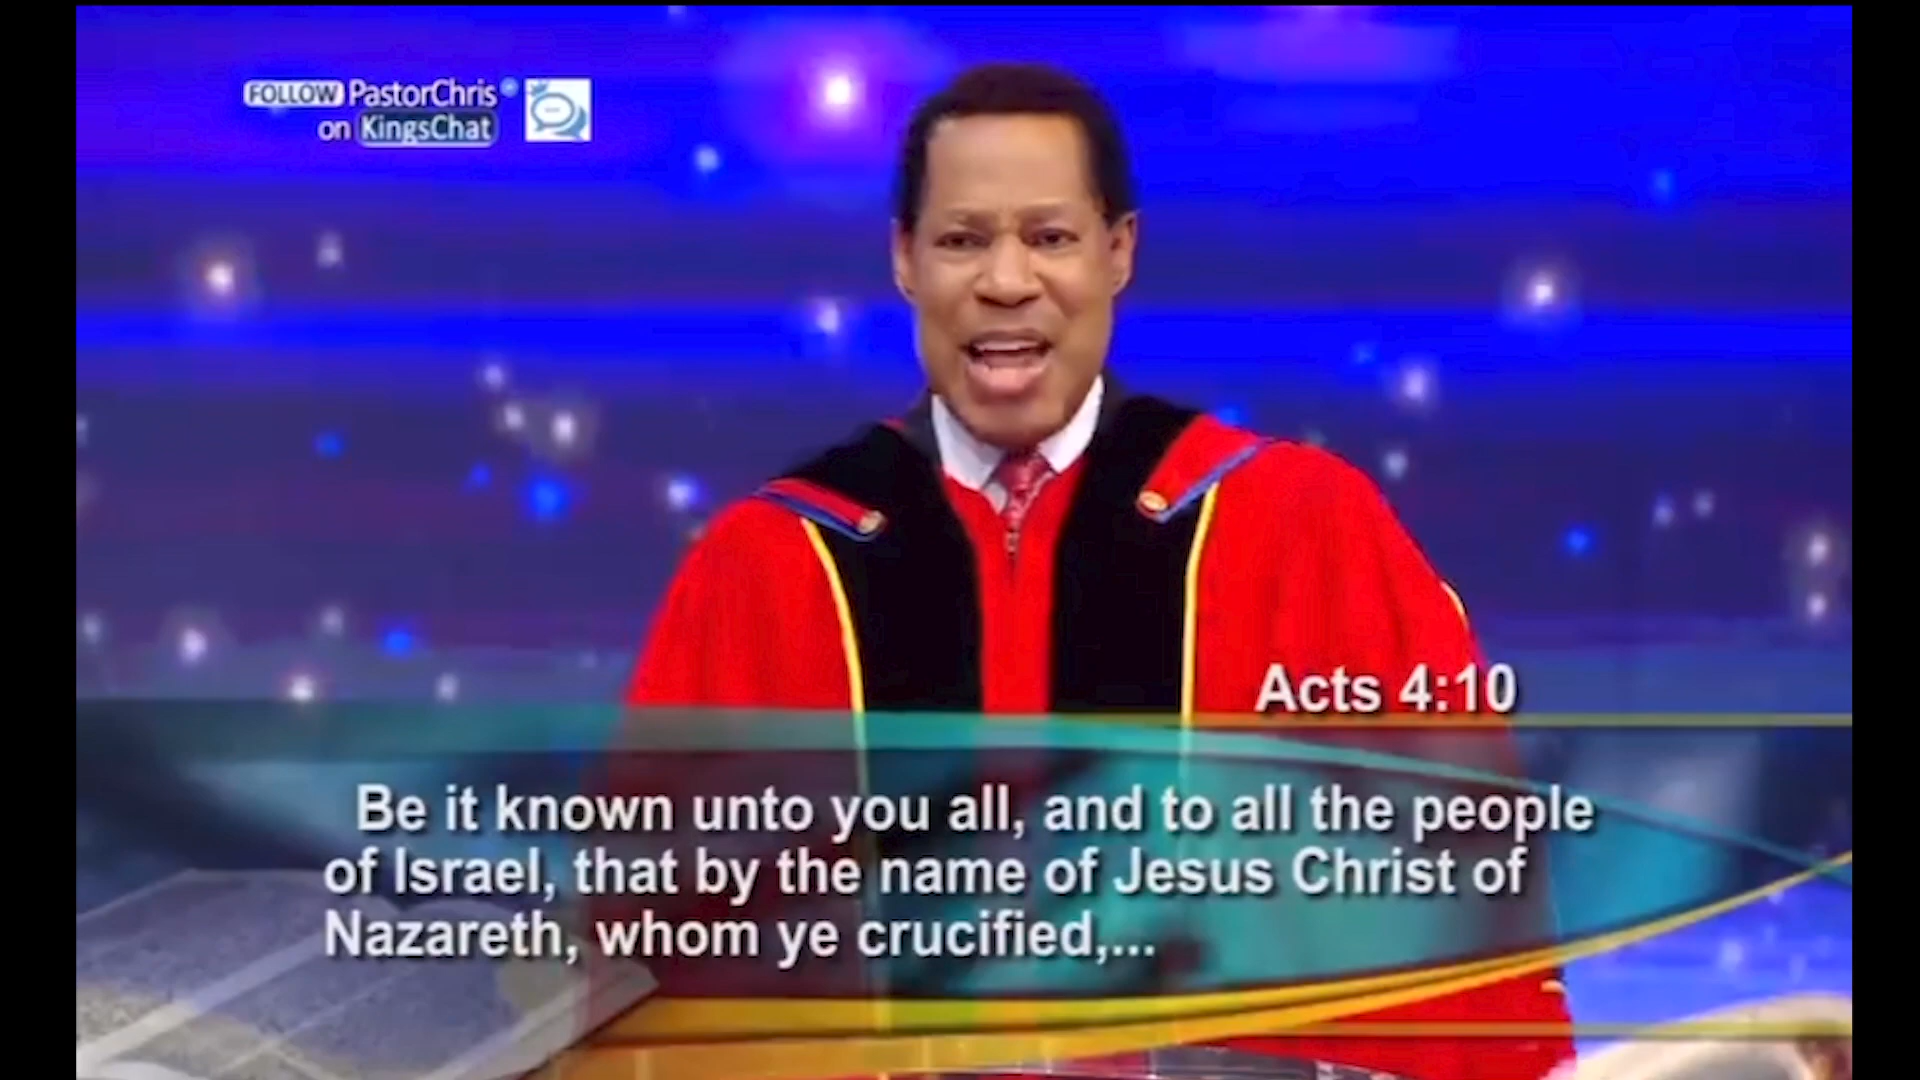 FOLLOW PastorChris
on KingsChat
Acts 4:10
Be it known unto you all, and to all the people
of Israel, that by the name of Jesus Christ of
Nazareth, whom ye crucified,...